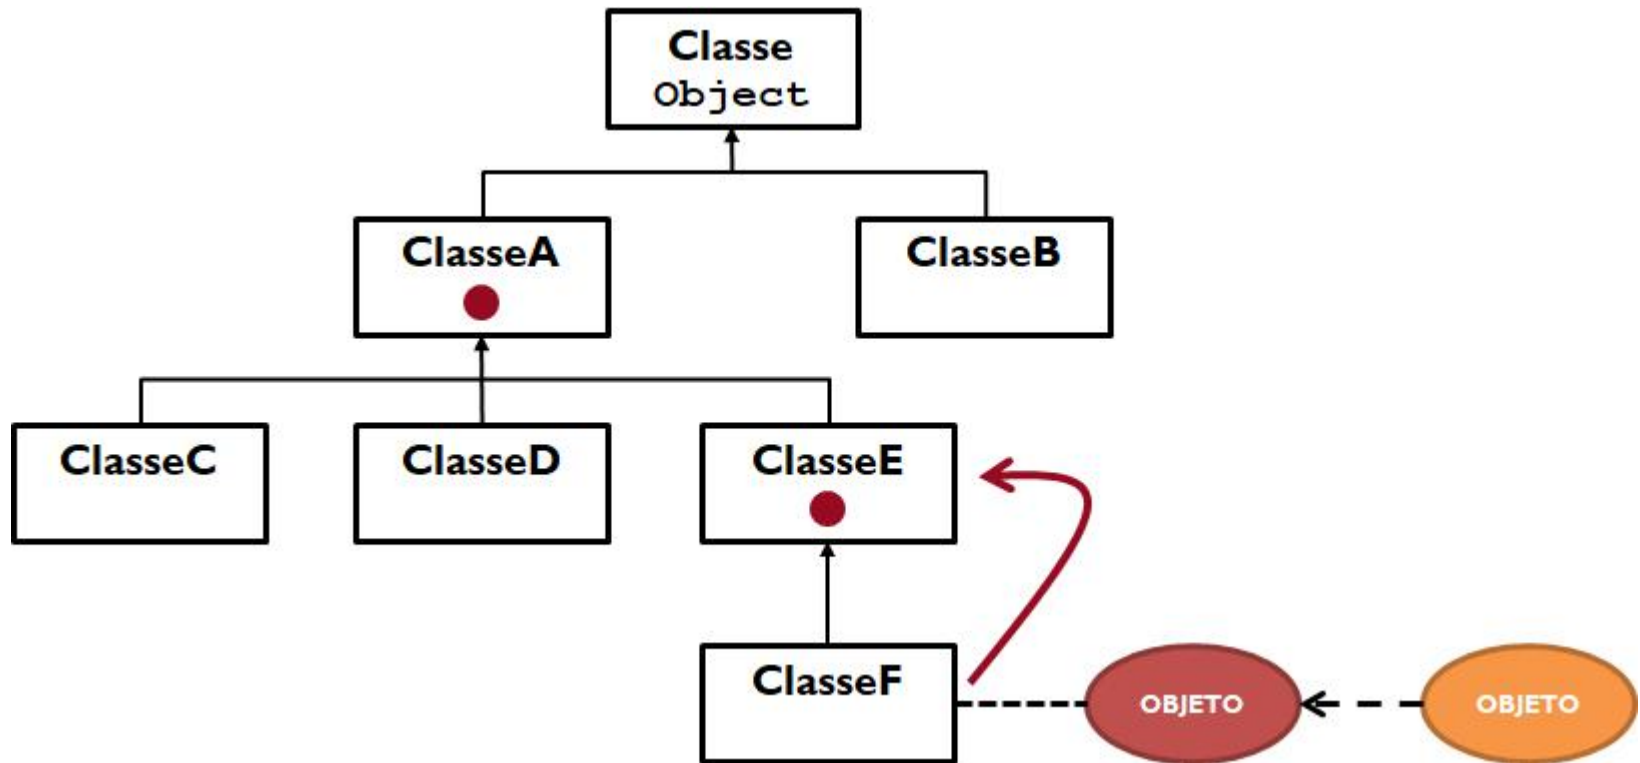 Classe
Object
ClasseA
ClasseB
ClasseC
ClasseD
ClasseE
ClasseF
OBJETO
OBJETO